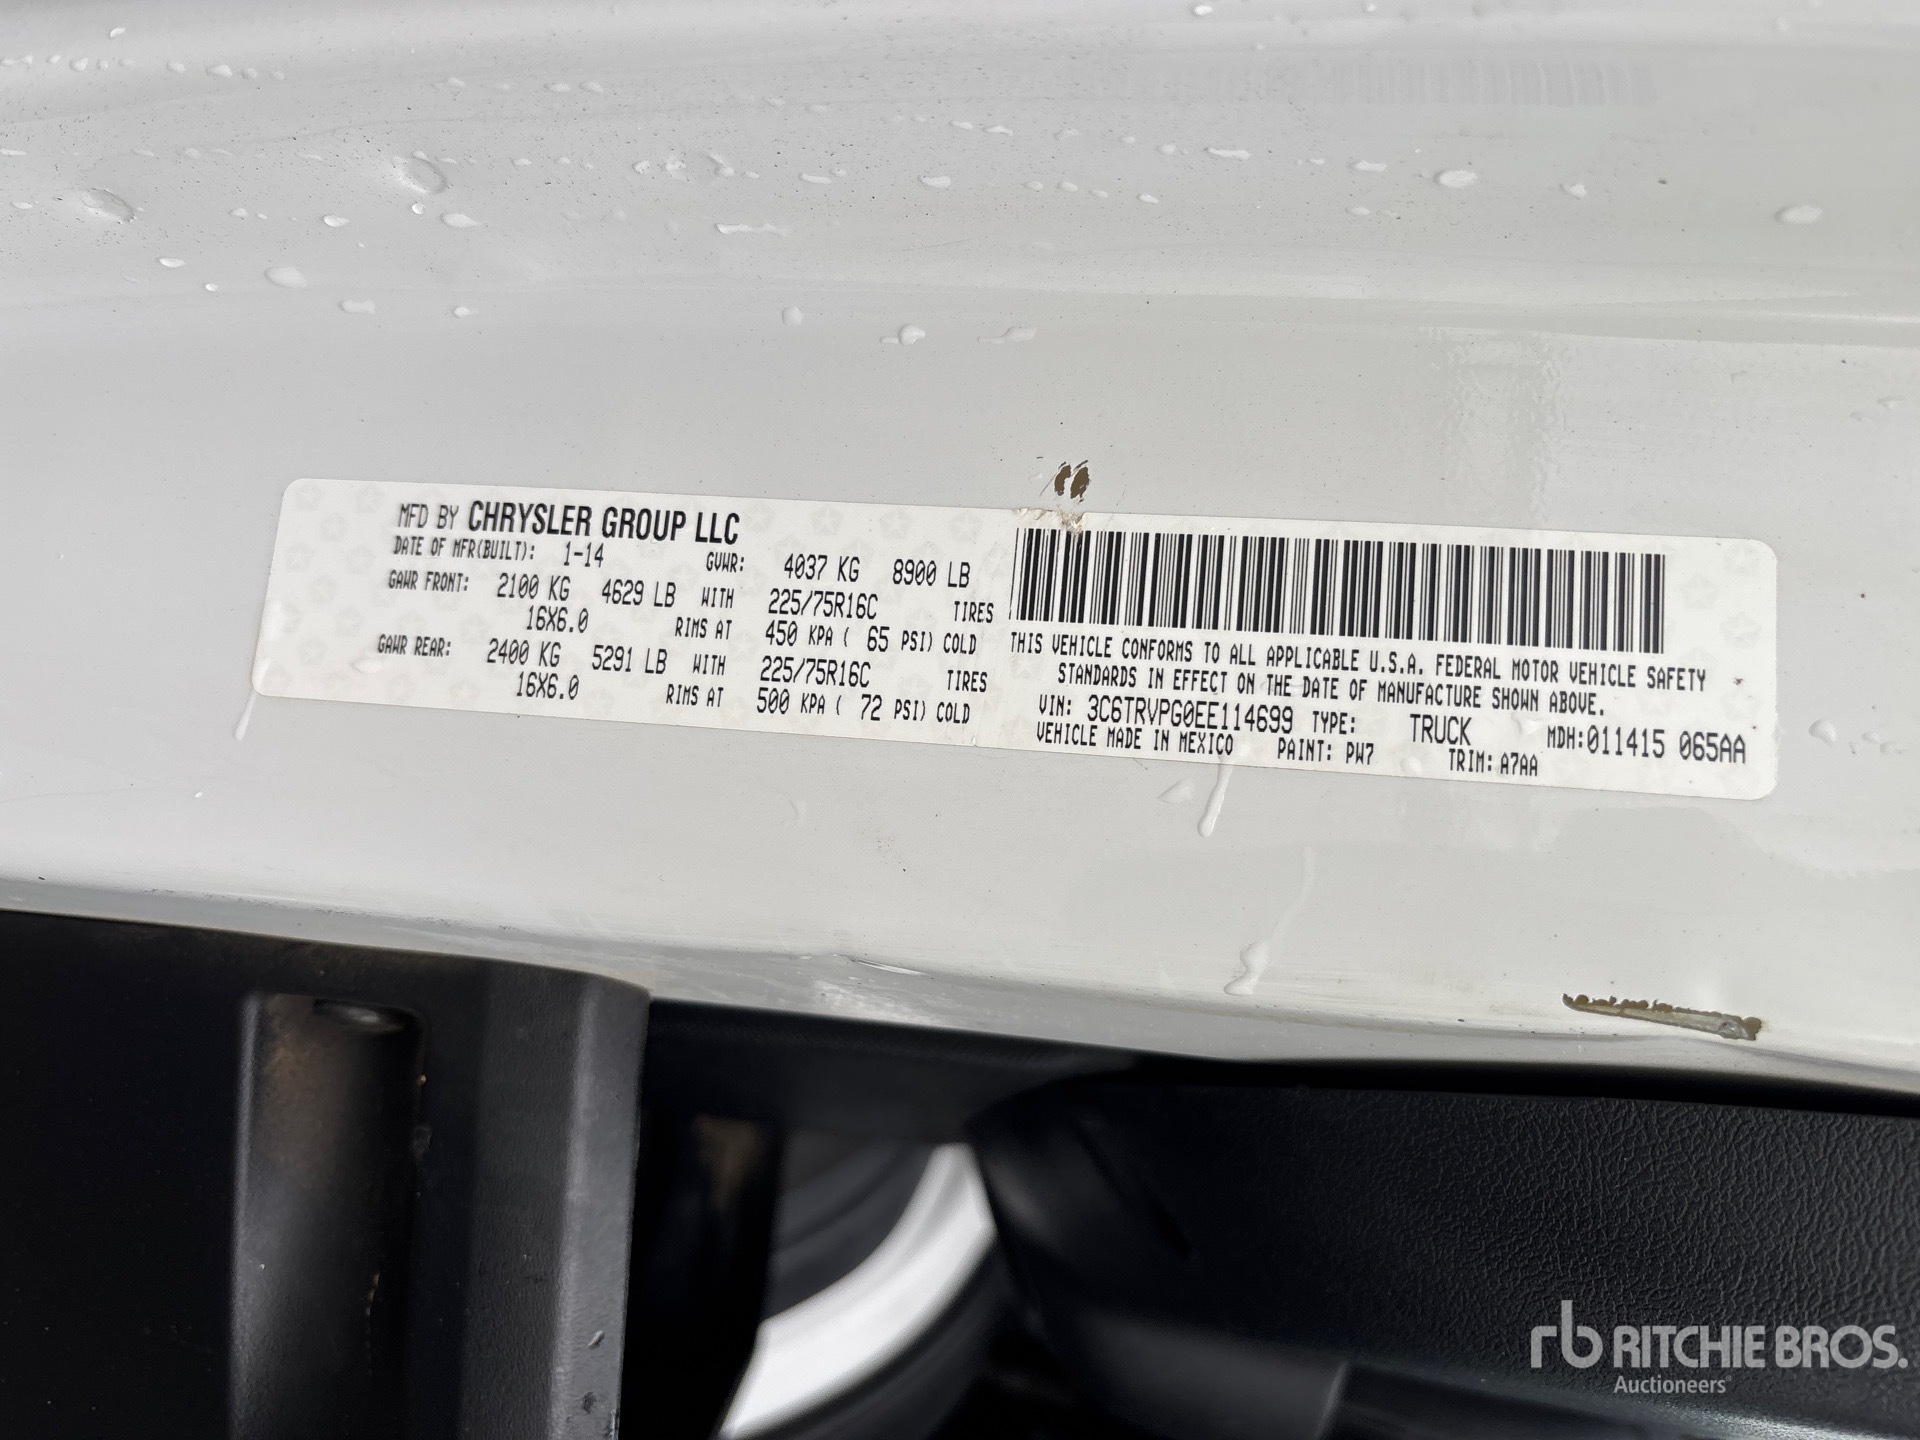 MFD BY CHRYSLER GROUP LLC
DATE OF MFR(BUILT): 1-14 GVWR: 4037 KG 8900 LB
GAWR FRONT: 2100 KG 4629 LB WITH 225/75R16C TIRES
16X6.0 RIMS AT 450 KPA ( 65 PSI) COLD
GAWR REAR: 2400 KG 5291 LB WITH 225/75R16C TIRES
16X6.0 RIMS AT 500 KPA ( 72 PSI) COLD
THIS VEHICLE CONFORMS TO ALL APPLICABLE U.S.A. FEDERAL MOTOR VEHICLE SAFETY
STANDARDS IN EFFECT ON THE DATE OF MANUFACTURE SHOWN ABOVE.
VIN: 3C6TRVPG0EE114699 TYPE: TRUCK MDH:011415 065AA
VEHICLE MADE IN MEXICO PAINT: PW7 TRIM: A7AA
rb RITCHIE BROS.
Auctioneers